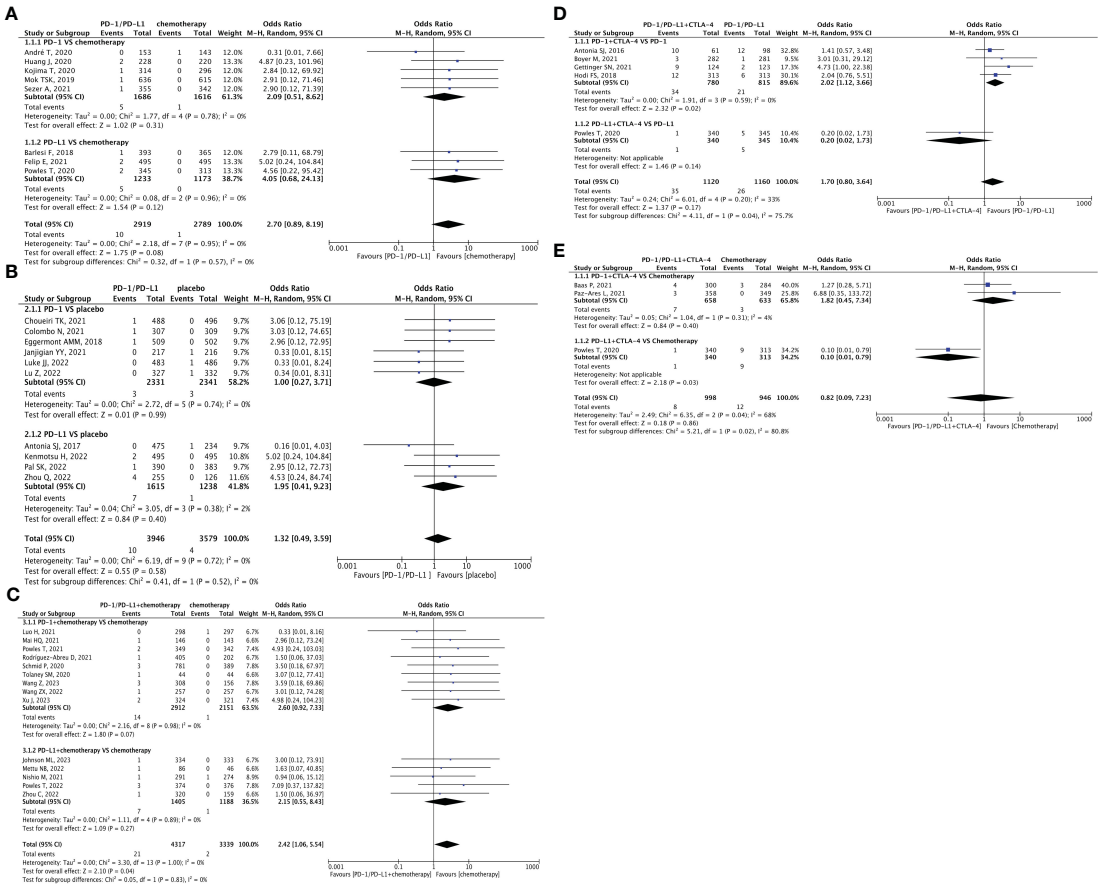 A
PD-1/PD-L1 chemotherapy Odds Ratio Odds Ratio
Study or Subgroup Events Total Events Total Weight M-H, Random, 95% CI M-H, Random, 95% CI
1.1.1 PD-1 VS chemotherapy
André T, 2020 0 153 1 143 12.0% 0.31 [0.01, 7.66]
Huang J, 2020 2 228 0 220 13.3% 4.87 [0.23, 101.96]
Kojima T, 2020 1 314 0 296 12.0% 2.84 [0.12, 69.92]
Mok TSK, 2019 1 636 0 615 12.0% 2.91 [0.12, 71.46]
Sezer A, 2021 1 355 0 342 12.0% 2.90 [0.12, 71.39]
Subtotal (95% CI) 1686 1616 61.3% 2.09 [0.51, 8.62]
Total events 5 1
Heterogeneity: Tau² = 0.00; Chi² = 1.77, df = 4 (P = 0.78); I² = 0%
Test for overall effect: Z = 1.02 (P = 0.31)
1.1.2 PD-L1 VS chemotherapy
Barlesi F, 2018 1 393 0 365 12.0% 2.79 [0.11, 68.79]
Felip E, 2021 2 495 0 495 13.3% 5.02 [0.24, 104.84]
Powles T, 2020 2 345 0 313 13.3% 4.56 [0.22, 95.42]
Subtotal (95% CI) 1233 1173 38.7% 4.05 [0.68, 24.13]
Total events 5 0
Heterogeneity: Tau² = 0.00; Chi² = 0.08, df = 2 (P = 0.96); I² = 0%
Test for overall effect: Z = 1.54 (P = 0.12)
Total (95% CI) 2919 2789 100.0% 2.70 [0.89, 8.19]
Total events 10 1
Heterogeneity: Tau² = 0.00; Chi² = 2.18, df = 7 (P = 0.95); I² = 0%
Test for overall effect: Z = 1.75 (P = 0.08)
Test for subgroup differences: Chi² = 0.32, df = 1 (P = 0.57), I² = 0%
0.001 0.1 1 10 1000
Favours [PD-1/PD-L1] Favours [chemotherapy]
B
PD-1/PD-L1 placebo Odds Ratio Odds Ratio
Study or Subgroup Events Total Events Total Weight M-H, Random, 95% CI M-H, Random, 95% CI
2.1.1 PD-1 VS placebo
Choueiri TK, 2021 1 488 0 496 9.7% 3.06 [0.12, 75.19]
Colombo N, 2021 1 307 0 309 9.7% 3.03 [0.12, 74.65]
Eggermont AMM, 2018 1 509 0 502 9.7% 2.96 [0.12, 72.95]
Janjigian YY, 2021 0 217 1 216 9.7% 0.33 [0.01, 8.15]
Luke JJ, 2022 0 483 1 486 9.7% 0.33 [0.01, 8.24]
Lu Z, 2022 0 327 1 332 9.7% 0.34 [0.01, 8.31]
Subtotal (95% CI) 2331 2341 58.2% 1.00 [0.27, 3.71]
Total events 3 3
Heterogeneity: Tau² = 0.00; Chi² = 2.72, df = 5 (P = 0.74); I² = 0%
Test for overall effect: Z = 0.01 (P = 0.99)
2.1.2 PD-L1 VS placebo
Antonia SJ, 2017 0 475 1 234 9.7% 0.16 [0.01, 4.03]
Kenmotsu H, 2022 2 495 0 495 10.8% 5.02 [0.24, 104.84]
Pal SK, 2022 1 390 0 383 9.7% 2.95 [0.12, 72.73]
Zhou Q, 2022 4 255 0 126 11.6% 4.53 [0.24, 84.74]
Subtotal (95% CI) 1615 1238 41.8% 1.95 [0.41, 9.23]
Total events 7 1
Heterogeneity: Tau² = 0.04; Chi² = 3.05, df = 3 (P = 0.38); I² = 2%
Test for overall effect: Z = 0.84 (P = 0.40)
Total (95% CI) 3946 3579 100.0% 1.32 [0.49, 3.59]
Total events 10 4
Heterogeneity: Tau² = 0.00; Chi² = 6.19, df = 9 (P = 0.72); I² = 0%
Test for overall effect: Z = 0.55 (P = 0.58)
Test for subgroup differences: Chi² = 0.41, df = 1 (P = 0.52), I² = 0%
0.001 0.1 1 10 1000
Favours [PD-1/PD-L1 ] Favours [placebo]
C
PD-1/PD-L1+chemotherapy chemotherapy Odds Ratio Odds Ratio
Study or Subgroup Events Total Events Total Weight M-H, Random, 95% CI M-H, Random, 95% CI
3.1.1 PD-1+chemotherapy VS chemotherapy
Luo H, 2021 0 298 1 297 6.7% 0.33 [0.01, 8.16]
Mai HQ, 2021 1 146 0 143 6.6% 2.96 [0.12, 73.24]
Powles T, 2021 2 349 0 342 7.4% 4.93 [0.24, 103.03]
Rodriguez-Abreu D, 2021 1 405 0 202 6.7% 1.50 [0.06, 37.03]
Schmid P, 2020 3 781 0 389 7.8% 3.50 [0.18, 67.97]
Tolaney SM, 2020 1 44 0 44 6.6% 3.07 [0.12, 77.41]
Wang Z, 2023 3 308 0 156 7.8% 3.59 [0.18, 69.86]
Wang ZX, 2022 1 257 0 257 6.7% 3.01 [0.12, 74.28]
Xu J, 2023 2 324 0 321 7.4% 4.98 [0.24, 104.23]
Subtotal (95% CI) 2912 2151 63.5% 2.60 [0.92, 7.33]
Total events 14 1
Heterogeneity: Tau² = 0.00; Chi² = 2.16, df = 8 (P = 0.98); I² = 0%
Test for overall effect: Z = 1.80 (P = 0.07)
3.1.2 PD-L1+chemotherapy VS chemotherapy
Johnson ML, 2023 1 334 0 333 6.7% 3.00 [0.12, 73.91]
Mettu NB, 2022 1 86 0 46 6.6% 1.63 [0.07, 40.85]
Nishio M, 2021 1 291 1 274 8.9% 0.94 [0.06, 15.12]
Powles T, 2022 3 374 0 376 7.8% 7.09 [0.37, 137.82]
Zhou C, 2022 1 320 0 159 6.7% 1.50 [0.06, 36.97]
Subtotal (95% CI) 1405 1188 36.5% 2.15 [0.55, 8.43]
Total events 7 1
Heterogeneity: Tau² = 0.00; Chi² = 1.11, df = 4 (P = 0.89); I² = 0%
Test for overall effect: Z = 1.09 (P = 0.27)
Total (95% CI) 4317 3339 100.0% 2.42 [1.06, 5.54]
Total events 21 2
Heterogeneity: Tau² = 0.00; Chi² = 3.30, df = 13 (P = 1.00); I² = 0%
Test for overall effect: Z = 2.10 (P = 0.04)
Test for subgroup differences: Chi² = 0.05, df = 1 (P = 0.83), I² = 0%
0.001 0.1 1 10 1000
Favours [PD-1/PD-L1+chemotherapy] Favours [chemotherapy]
D
PD-1/PD-L1+CTLA-4 PD-1/PD-L1 Odds Ratio Odds Ratio
Study or Subgroup Events Total Events Total Weight M-H, Random, 95% CI M-H, Random, 95% CI
1.1.1 PD-1+CTLA-4 VS PD-1
Antonia SJ, 2016 10 61 12 98 32.8% 1.41 [0.57, 3.48]
Boyer M, 2021 3 282 1 281 9.2% 3.01 [0.31, 29.12]
Gettinger SN, 2021 9 124 2 123 17.3% 4.73 [1.00, 22.38]
Hodi FS, 2018 12 313 6 313 30.1% 2.04 [0.76, 5.51]
Subtotal (95% CI) 780 815 89.6% 2.02 [1.12, 3.66]
Total events 34 21
Heterogeneity: Tau² = 0.00; Chi² = 1.91, df = 3 (P = 0.59); I² = 0%
Test for overall effect: Z = 2.32 (P = 0.02)
1.1.2 PD-L1+CTLA-4 VS PD-L1
Powles T, 2020 1 340 5 345 10.4% 0.20 [0.02, 1.73]
Subtotal (95% CI) 340 345 10.4% 0.20 [0.02, 1.73]
Total events 1 5
Heterogeneity: Not applicable
Test for overall effect: Z = 1.46 (P = 0.14)
Total (95% CI) 1120 1160 100.0% 1.70 [0.80, 3.64]
Total events 35 26
Heterogeneity: Tau² = 0.24; Chi² = 6.01, df = 4 (P = 0.20); I² = 33%
Test for overall effect: Z = 1.37 (P = 0.17)
Test for subgroup differences: Chi² = 4.11, df = 1 (P = 0.04), I² = 75.7%
0.001 0.1 1 10 1000
Favours [PD-1/PD-L1+CTLA-4] Favours [PD-1/PD-L1]
E
PD-1/PD-L1+CTLA-4 Chemotherapy Odds Ratio Odds Ratio
Study or Subgroup Events Total Events Total Weight M-H, Random, 95% CI M-H, Random, 95% CI
1.1.1 PD-1+CTLA-4 VS Chemotherapy
Baas P, 2021 4 300 3 284 40.0% 1.27 [0.28, 5.71]
Paz-Ares L, 2021 3 358 0 349 25.8% 6.88 [0.35, 133.72]
Subtotal (95% CI) 658 633 65.8% 1.82 [0.45, 7.34]
Total events 7 3
Heterogeneity: Tau² = 0.05; Chi² = 1.04, df = 1 (P = 0.31); I² = 4%
Test for overall effect: Z = 0.84 (P = 0.40)
1.1.2 PD-L1+CTLA-4 VS Chemotherapy
Powles T, 2020 1 340 9 313 34.2% 0.10 [0.01, 0.79]
Subtotal (95% CI) 340 313 34.2% 0.10 [0.01, 0.79]
Total events 1 9
Heterogeneity: Not applicable
Test for overall effect: Z = 2.18 (P = 0.03)
Total (95% CI) 998 946 100.0% 0.82 [0.09, 7.23]
Total events 8 12
Heterogeneity: Tau² = 2.49; Chi² = 6.35, df = 2 (P = 0.04); I² = 68%
Test for overall effect: Z = 0.18 (P = 0.86)
Test for subgroup differences: Chi² = 5.21, df = 1 (P = 0.02), I² = 80.8%
0.001 0.1 1 10 1000
Favours [PD-1/PD-L1+CTLA-4] Favours [Chemotherapy]